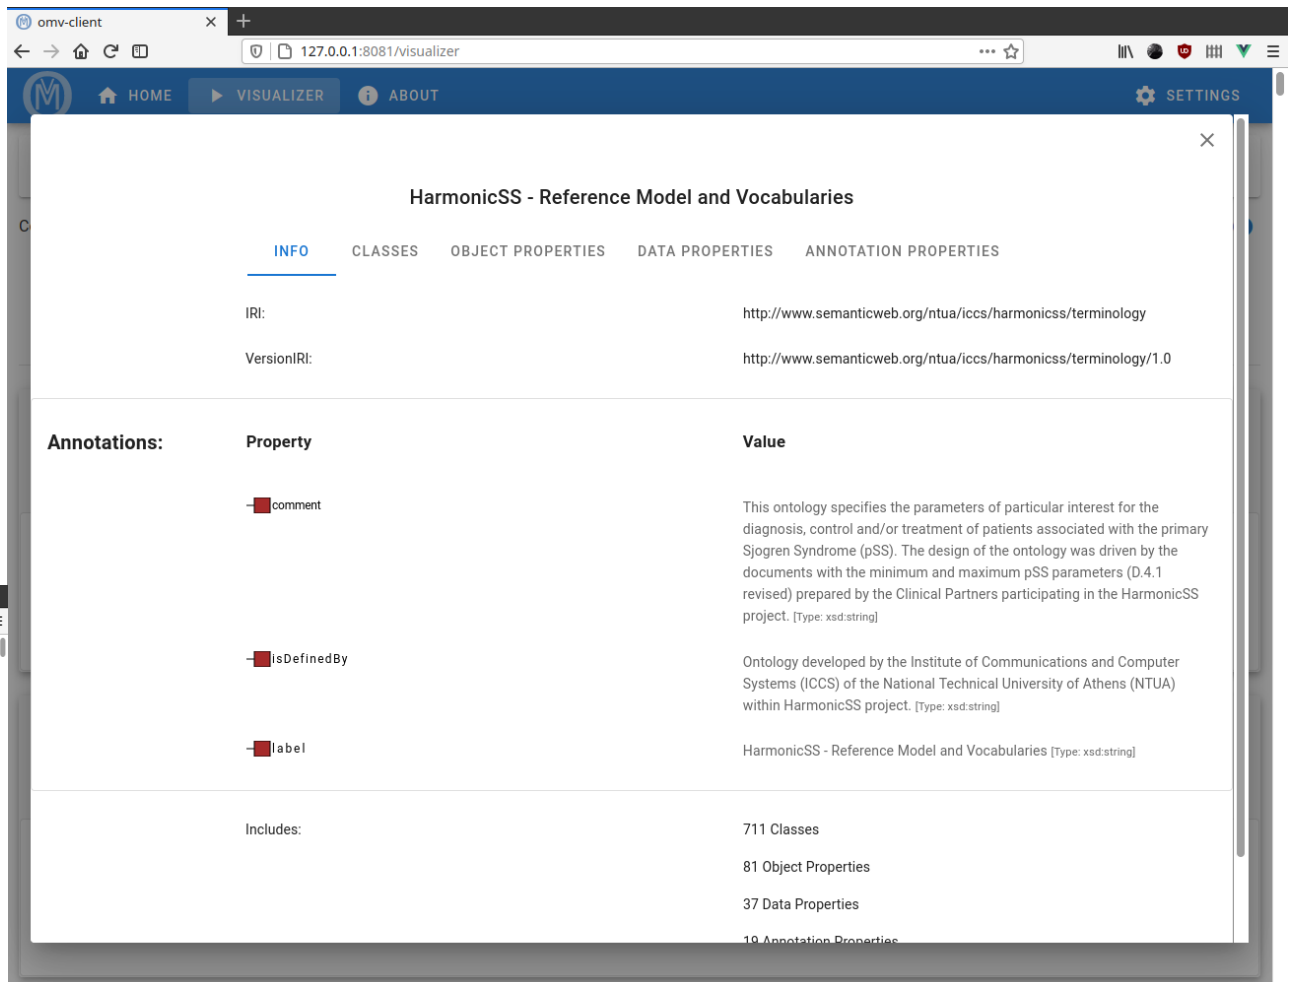 omv-client
127.0.0.1:8081/visualizer
HOME
VISUALIZER
ABOUT
SETTINGS
HarmonicSS - Reference Model and Vocabularies
INFO
CLASSES
OBJECT PROPERTIES
DATA PROPERTIES
ANNOTATION PROPERTIES
IRI:
http://www.semanticweb.org/ntua/iccs/harmonicss/terminology
VersionIRI:
http://www.semanticweb.org/ntua/iccs/harmonicss/terminology/1.0
Annotations:
Property
Value
comment
This ontology specifies the parameters of particular interest for the
diagnosis, control and/or treatment of patients associated with the primary
Sjogren Syndrome (pSS). The design of the ontology was driven by the
documents with the minimum and maximum pSS parameters (D.4.1
revised) prepared by the Clinical Partners participating in the HarmonicSS
project. [Type: xsd:string]
isDefinedBy
Ontology developed by the Institute of Communications and Computer
Systems (ICCS) of the National Technical University of Athens (NTUA)
within HarmonicSS project. [Type: xsd:string]
label
HarmonicSS - Reference Model and Vocabularies [Type: xsd:string]
Includes:
711 Classes
81 Object Properties
37 Data Properties
19 Annotation Properties